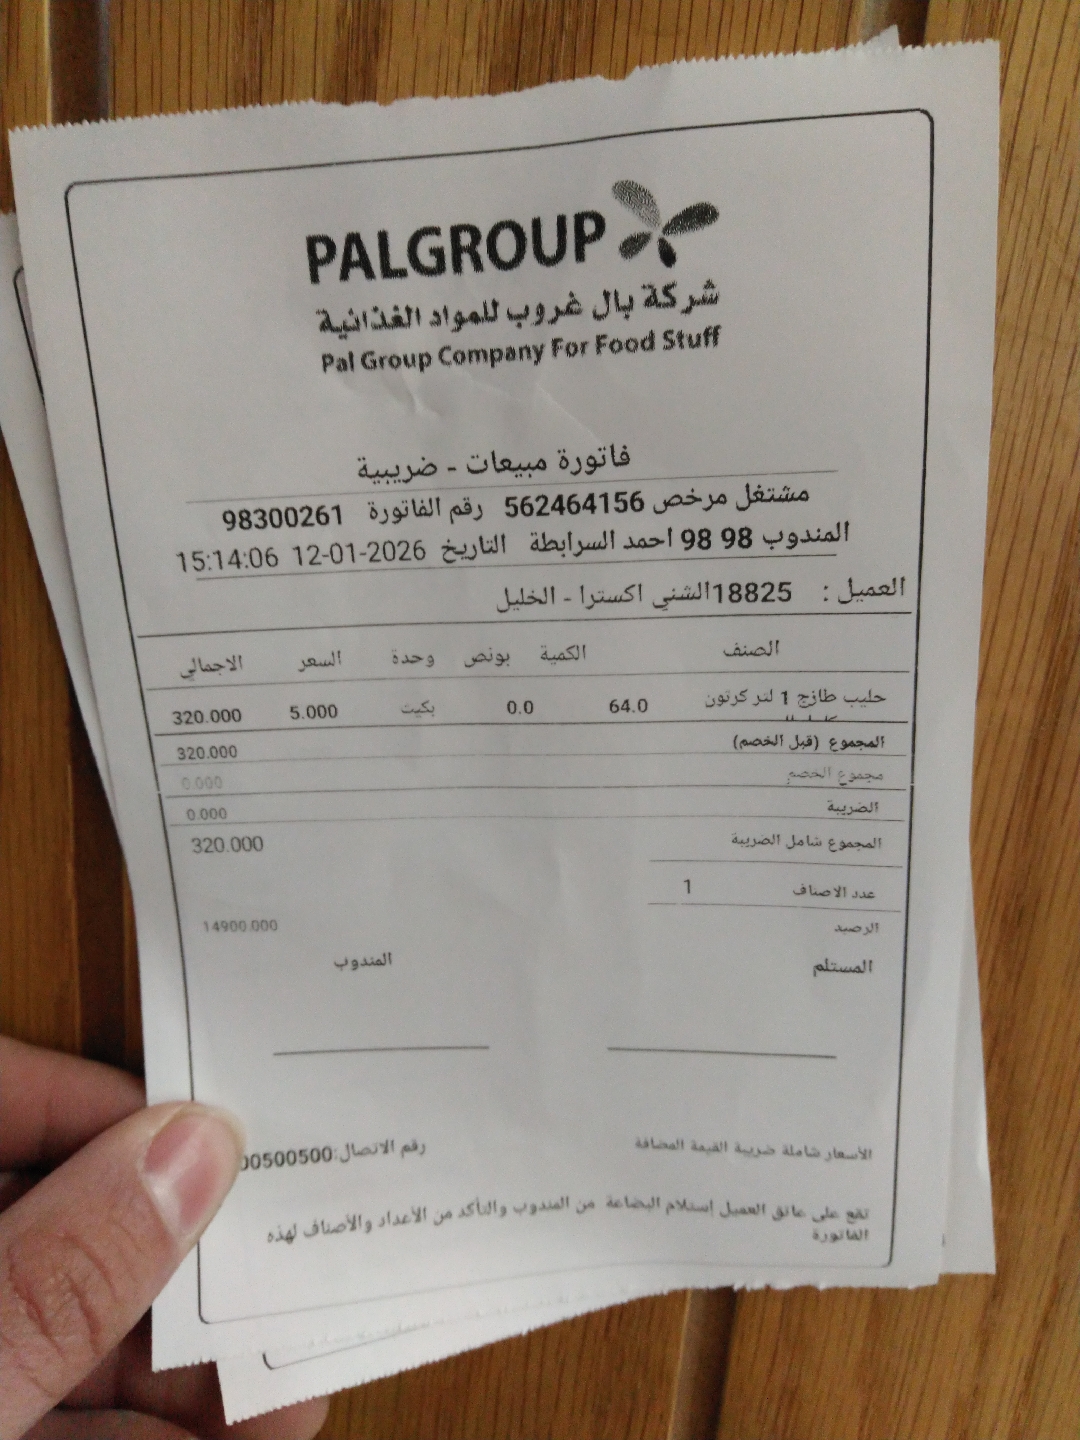 PALGROUP
شركة بال غروب للمواد الغذائية
Pal Group Company For Food Stuff
فاتورة مبيعات - ضريبية
مشتغل مرخص 562464156 رقم الفاتورة 98300261
المندوب 98 98 احمد السرابطة التاريخ 12-01-2026 15:14:06
العميل : 18825الشني اكسترا - الخليل
الصنف الكمية بونص وحدة السعر الاجمالي
حليب طازج 1 لتر كرتون 64.0 0.0 بكيت 5.000 320.000
المجموع (قبل الخصم) 320.000
مجموع الخصم 0.000
الضريبة 0.000
المجموع شامل الضريبة 320.000
عدد الاصناف 1
الرصيد 14900.000
المستلم المندوب
الأسعار شاملة ضريبة القيمة المضافة رقم الاتصال:00500500
تقع على عاتق العميل إستلام البضاعة من المندوب والتأكد من الأعداد والأصناف لهذه
الفاتورة